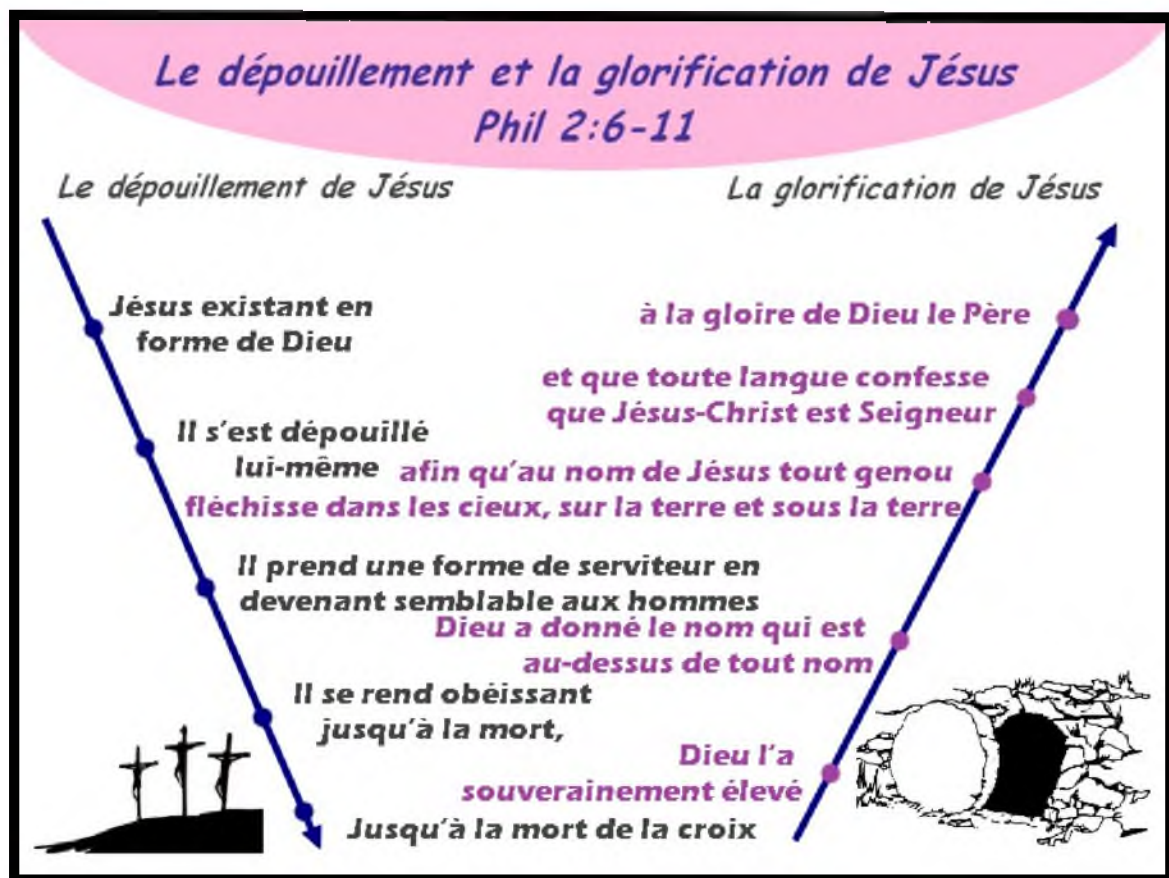 Le dépouillement et la glorification de Jésus
Phil 2:6-11
Le dépouillement de Jésus
Jésus existant en
forme de Dieu
Il s'est dépouillé
lui-même
Il prend une forme de serviteur en
devenant semblable aux hommes
Il se rend obéissant
jusqu'à la mort,
Jusqu'à la mort de la croix
La glorification de Jésus
à la gloire de Dieu le Père
et que toute langue confesse
que Jésus-Christ est Seigneur
afin qu'au nom de Jésus tout genou
fléchisse dans les cieux, sur la terre et sous la terre
Dieu a donné le nom qui est
au-dessus de tout nom
Dieu l'a
souverainement élevé